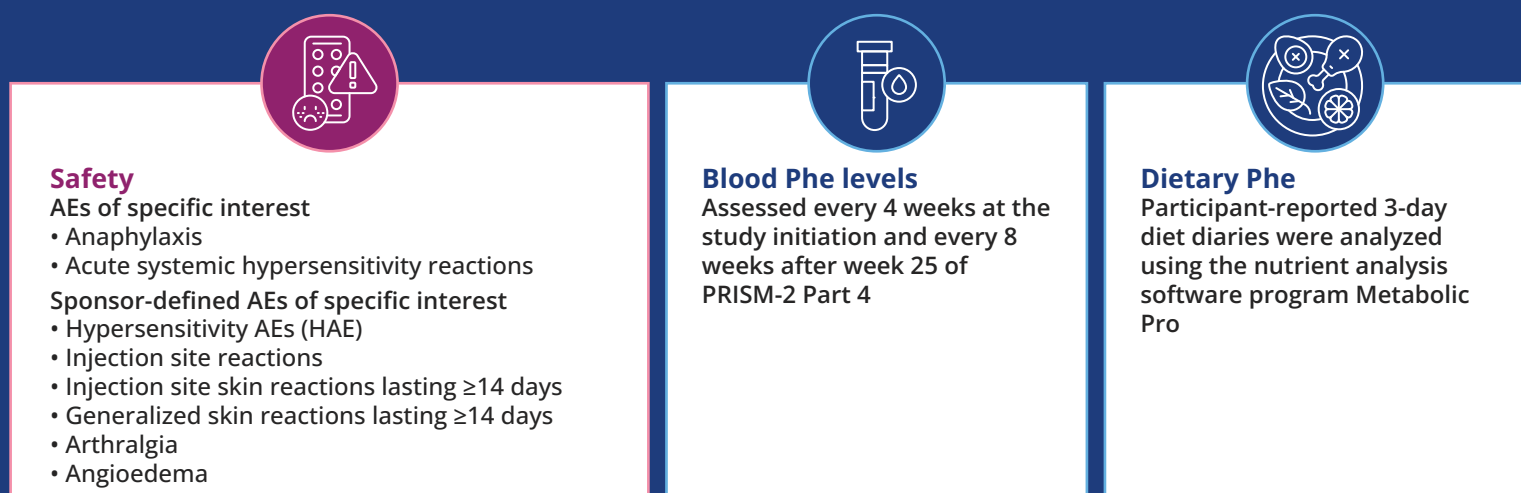 Safety
AEs of specific interest
• Anaphylaxis
• Acute systemic hypersensitivity reactions
Sponsor-defined AEs of specific interest
• Hypersensitivity AEs (HAE)
• Injection site reactions
• Injection site skin reactions lasting ≥14 days
• Generalized skin reactions lasting ≥14 days
• Arthralgia
• Angioedema
Blood Phe levels
Assessed every 4 weeks at the
study initiation and every 8
weeks after week 25 of
PRISM-2 Part 4
Dietary Phe
Participant-reported 3-day
diet diaries were analyzed
using the nutrient analysis
software program Metabolic
Pro